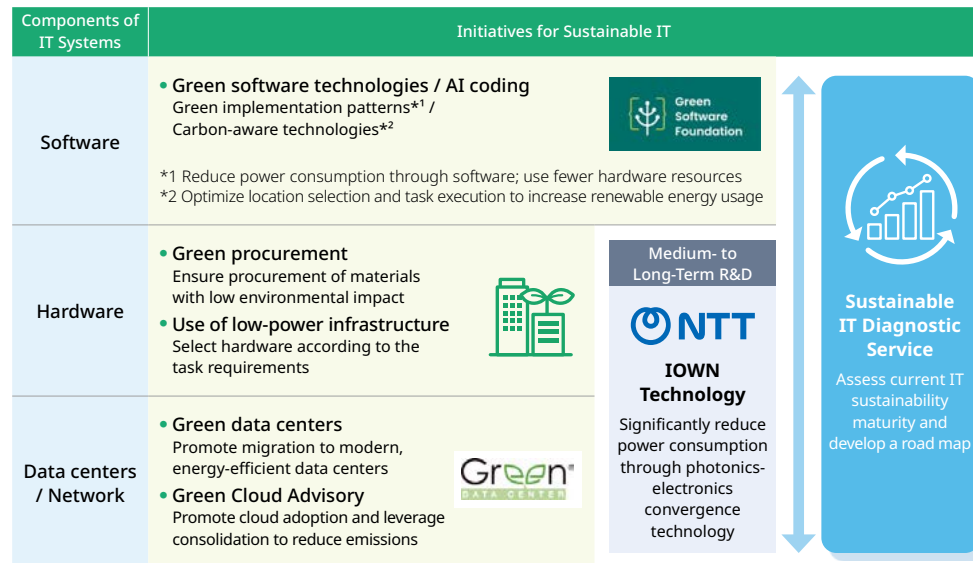 Components of
IT Systems
Initiatives for Sustainable IT
Software
• Green software technologies / AI coding
Green implementation patterns*1 /
Carbon-aware technologies*2
Green
Software
Foundation
*1 Reduce power consumption through software; use fewer hardware resources
*2 Optimize location selection and task execution to increase renewable energy usage
Hardware
• Green procurement
Ensure procurement of materials
with low environmental impact
• Use of low-power infrastructure
Select hardware according to the
task requirements
Data centers
/ Network
• Green data centers
Promote migration to modern,
energy-efficient data centers
• Green Cloud Advisory
Promote cloud adoption and leverage
consolidation to reduce emissions
Green®
DATA CENTER
Medium- to
Long-Term R&D
NTT
IOWN
Technology
Significantly reduce
power consumption
through photonics-
electronics
convergence
technology
Sustainable
IT Diagnostic
Service
Assess current IT
sustainability
maturity and
develop a road map